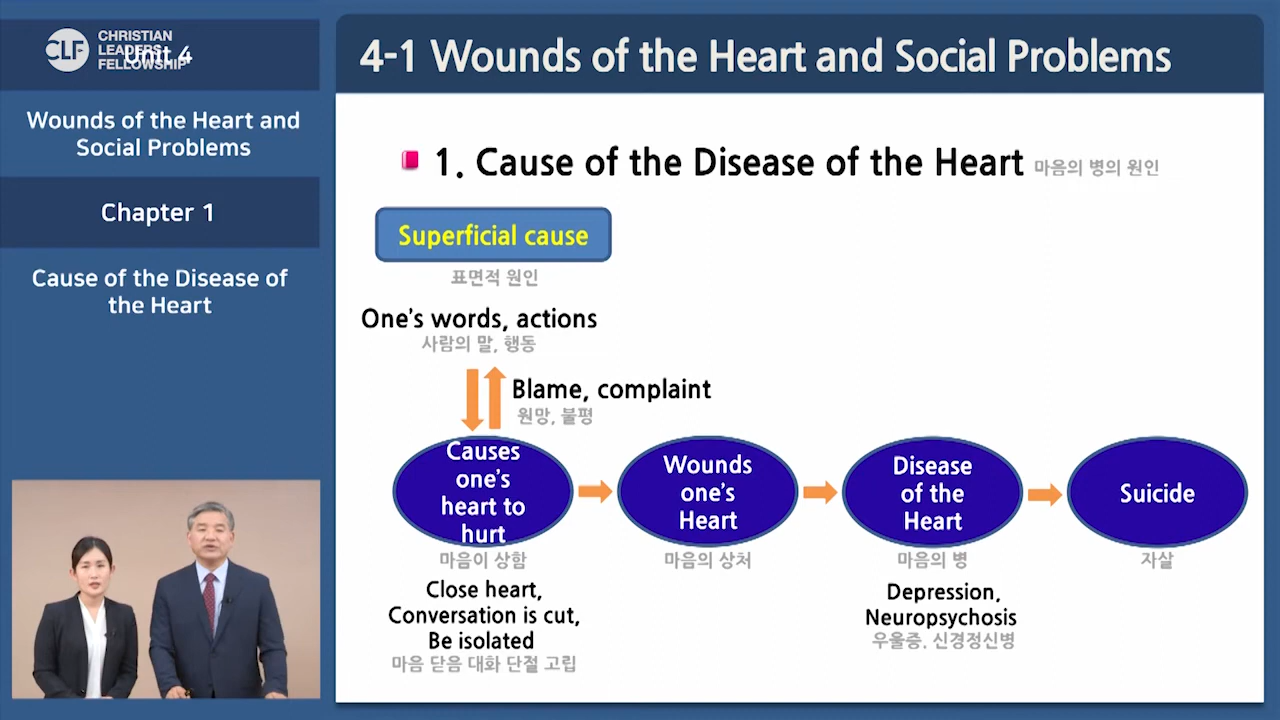 CLF
CHRISTIAN
LEADERS
FELLOWSHIP
Unit 4
Wounds of the Heart and
Social Problems
Chapter 1
Cause of the Disease of
the Heart
4-1 Wounds of the Heart and Social Problems
1. Cause of the Disease of the Heart 마음의 병의 원인
Superficial cause
표면적 원인
One's words, actions
사람의 말, 행동
Blame, complaint
원망, 불평
Causes
one's
heart to
hurt
마음이 상함
Close heart,
Conversation is cut,
Be isolated
마음 닫음 대화 단절 고립
Wounds
one's
Heart
마음의 상처
Disease
of the
Heart
마음의 병
Depression,
Neuropsychosis
우울증. 신경정신병
Suicide
자살